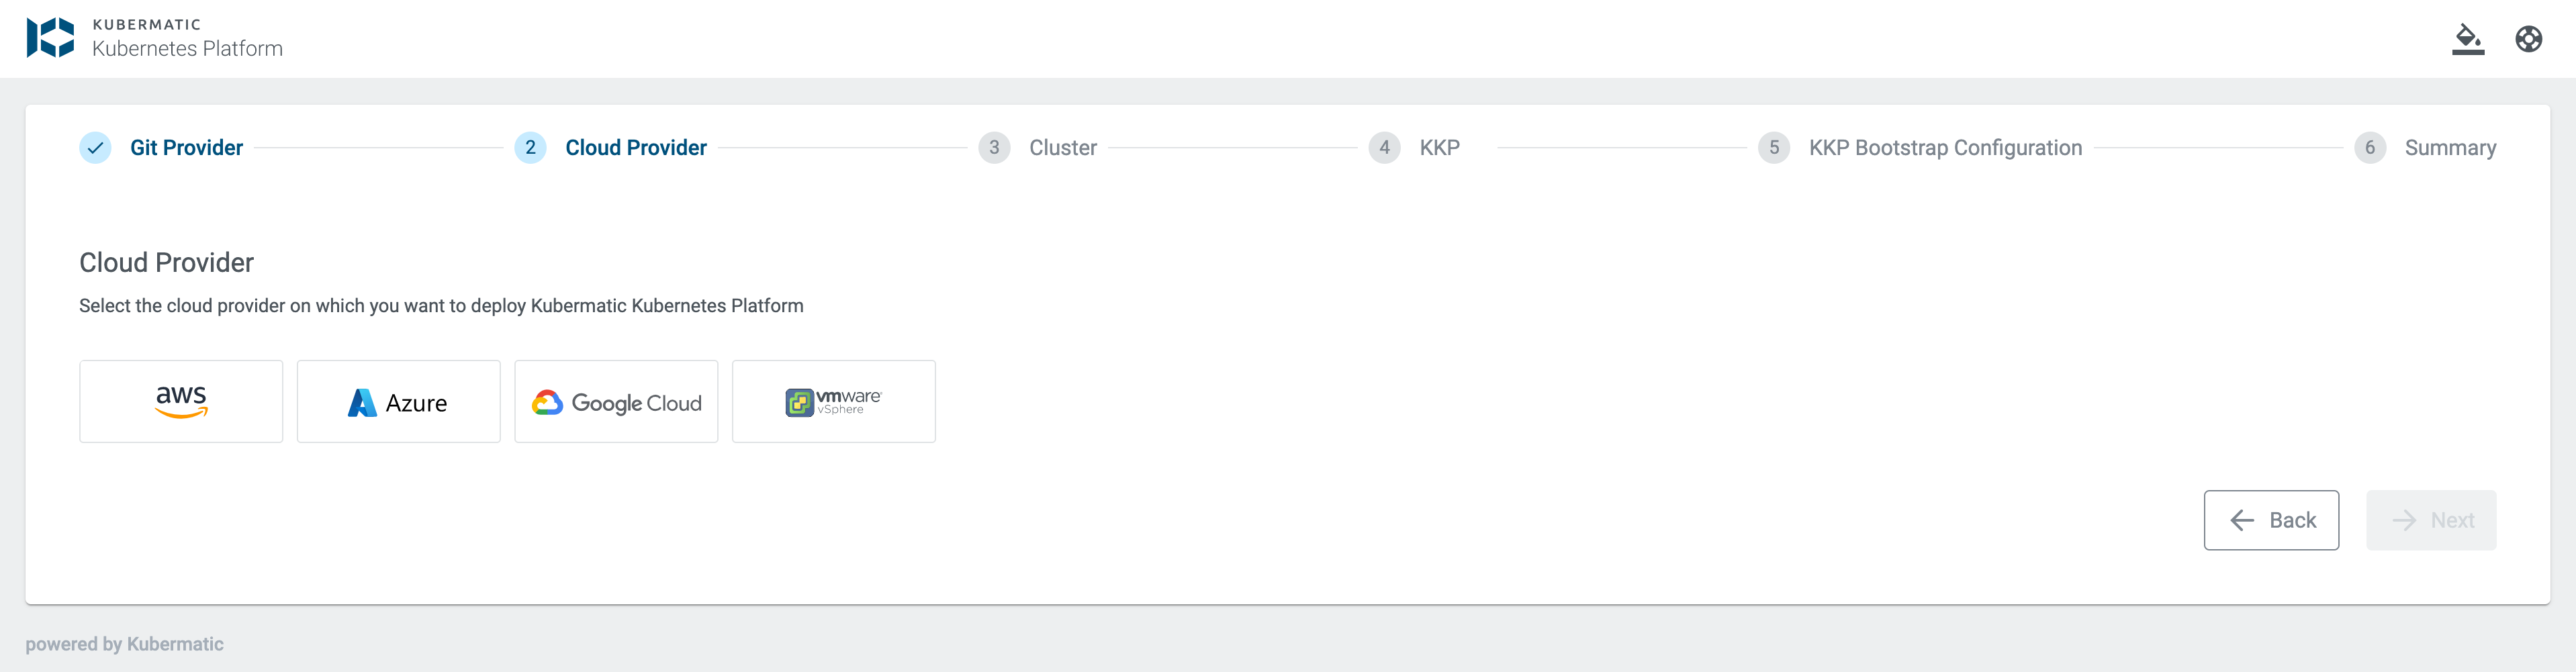 KUBERMATIC
Kubernetes Platform
Git Provider
2 Cloud Provider
3 Cluster
4 KKP
5 KKP Bootstrap Configuration
6 Summary
Cloud Provider
Select the cloud provider on which you want to deploy Kubermatic Kubernetes Platform
aws
Azure
Google Cloud
vmware
vSphere
Back
Next
powered by Kubermatic